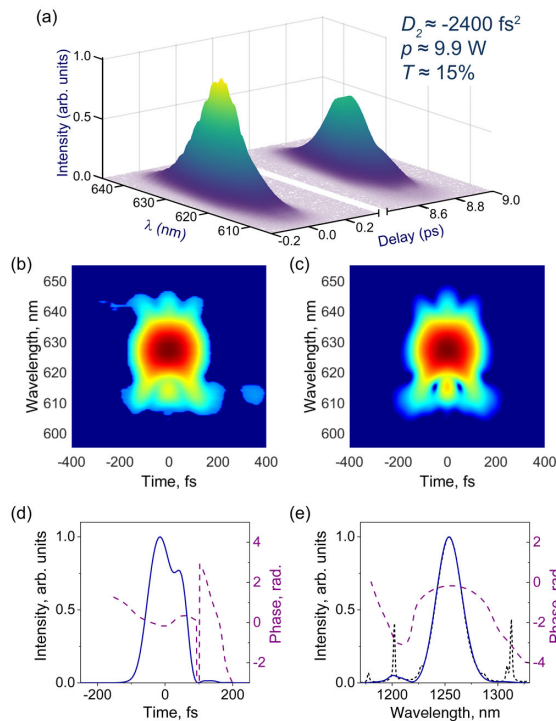 (a)
D₂ ≈ -2400 fs²
p ≈ 9.9 W
T ≈ 15%
Intensity (arb. units)
1.0
0.5
0.0
640
630
620
610
λ (nm)
-0.2
0.0
0.2
8.6
8.8
9.0
Delay (ps)
(b)
Wavelength, nm
650
640
630
620
610
600
-400 -200 0 200 400
Time, fs
(c)
Wavelength, nm
650
640
630
620
610
600
-400 -200 0 200 400
Time, fs
(d)
Intensity, arb. units
1.0
0.5
0.0
-200 0 200
Time, fs
4
2
0
-2
Phase, rad.
(e)
Intensity, arb. units
1.0
0.5
0.0
1200 1250 1300
Wavelength, nm
2
0
-2
-4
Phase, rad.